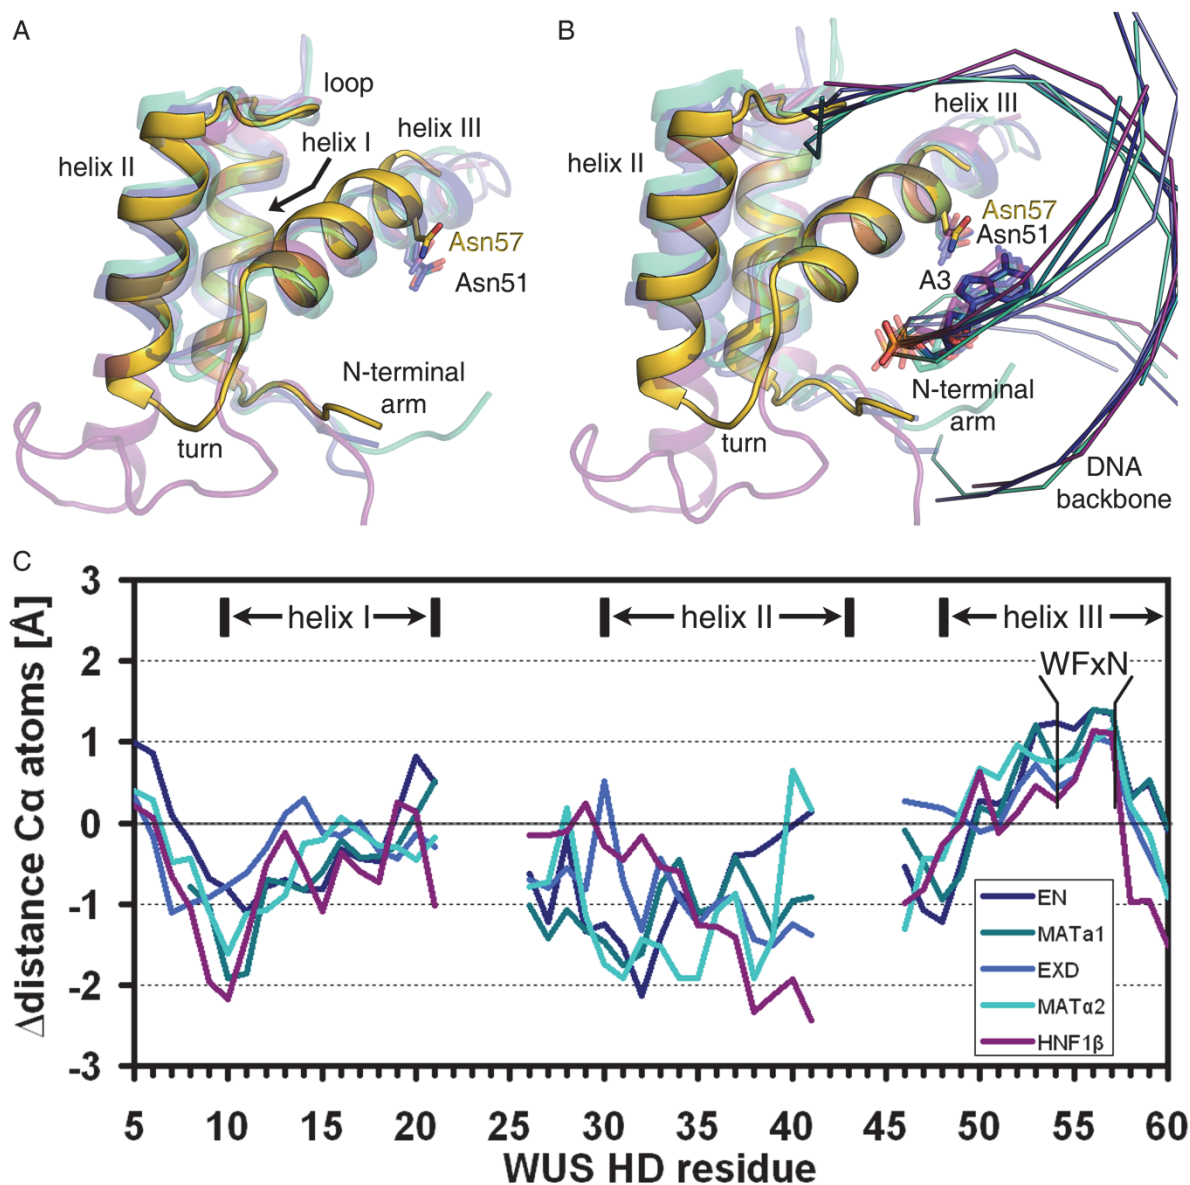 A
loop
helix I
helix III
helix II
Asn57
Asn51
N-terminal
arm
turn
B
helix III
helix II
Asn57
Asn51
A3
N-terminal
arm
turn
DNA
backbone
C
Δdistance Cα atoms [Å]
3
2
1
0
-1
-2
-3
helix I
helix II
helix III
WFxN
EN
MATa1
EXD
MATα2
HNF1β
5 10 15 20 25 30 35 40 45 50 55 60
WUS HD residue